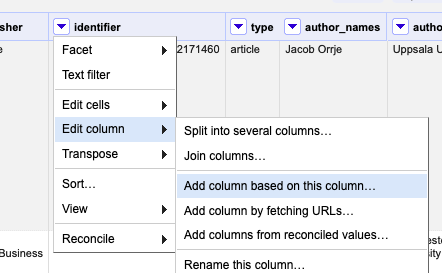 sher identifier type author_names autho
e 2171460 article Jacob Orrje Uppsala U
Facet
Text filter
Edit cells
Edit column
Transpose
Sort…
View
Reconcile
Split into several columns…
Join columns…
Add column based on this column…
Add column by fetching URLs…
Add columns from reconciled values…
Rename this column…
Business
este
sity